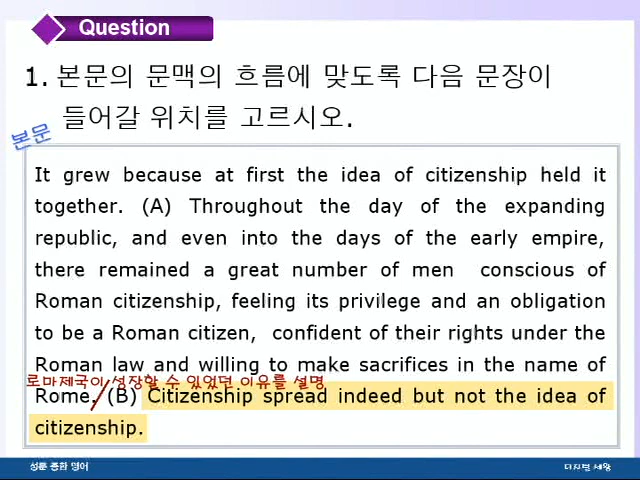 Question
1. 본문의 문맥의 흐름에 맞도록 다음 문장이
들어갈 위치를 고르시오.
본문
It grew because at first the idea of citizenship held it
together. (A) Throughout the day of the expanding
republic, and even into the days of the early empire,
there remained a great number of men conscious of
Roman citizenship, feeling its privilege and an obligation
to be a Roman citizen, confident of their rights under the
Roman law and willing to make sacrifices in the name of
로마제국이 성장할 수 있었던 이유를 설명
Rome. (B) Citizenship spread indeed but not the idea of
citizenship.
성문 종합 영어
디지털 세왕